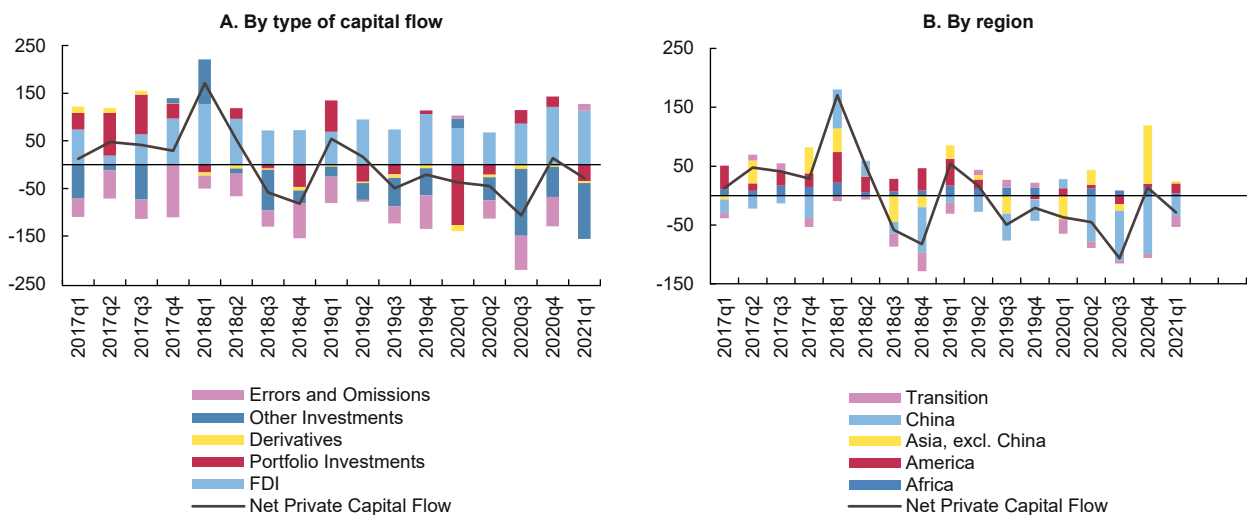 A. By type of capital flow
250
150
50
-50
-150
-250
2017q1
2017q2
2017q3
2017q4
2018q1
2018q2
2018q3
2018q4
2019q1
2019q2
2019q3
2019q4
2020q1
2020q2
2020q3
2020q4
2021q1
Errors and Omissions
Other Investments
Derivatives
Portfolio Investments
FDI
Net Private Capital Flow
B. By region
250
150
50
-50
-150
2017q1
2017q2
2017q3
2017q4
2018q1
2018q2
2018q3
2018q4
2019q1
2019q2
2019q3
2019q4
2020q1
2020q2
2020q3
2020q4
2021q1
Transition
China
Asia, excl. China
America
Africa
Net Private Capital Flow